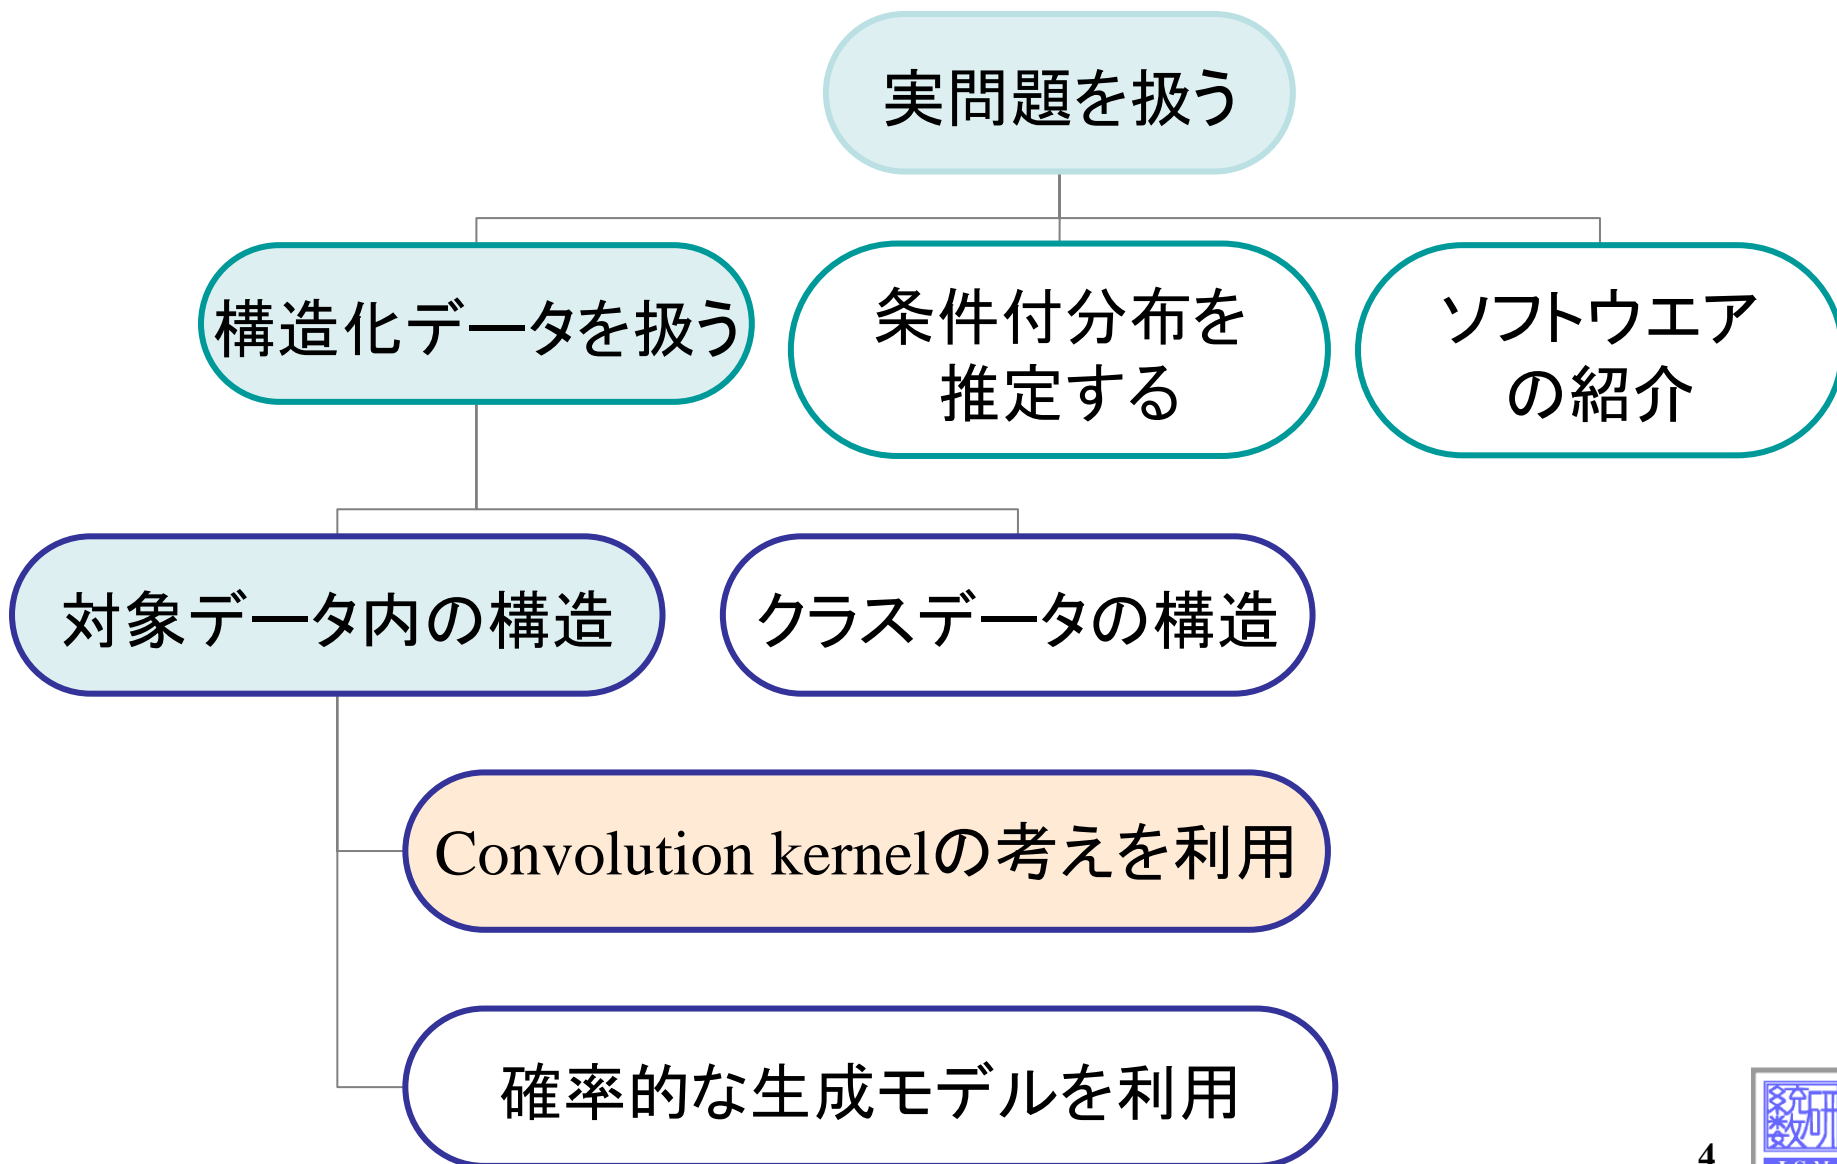 実問題を扱う
構造化データを扱う
条件付分布を
推定する
ソフトウエア
の紹介
対象データ内の構造
クラスデータの構造
Convolution kernelの考えを利用
確率的な生成モデルを利用
4
統研
数